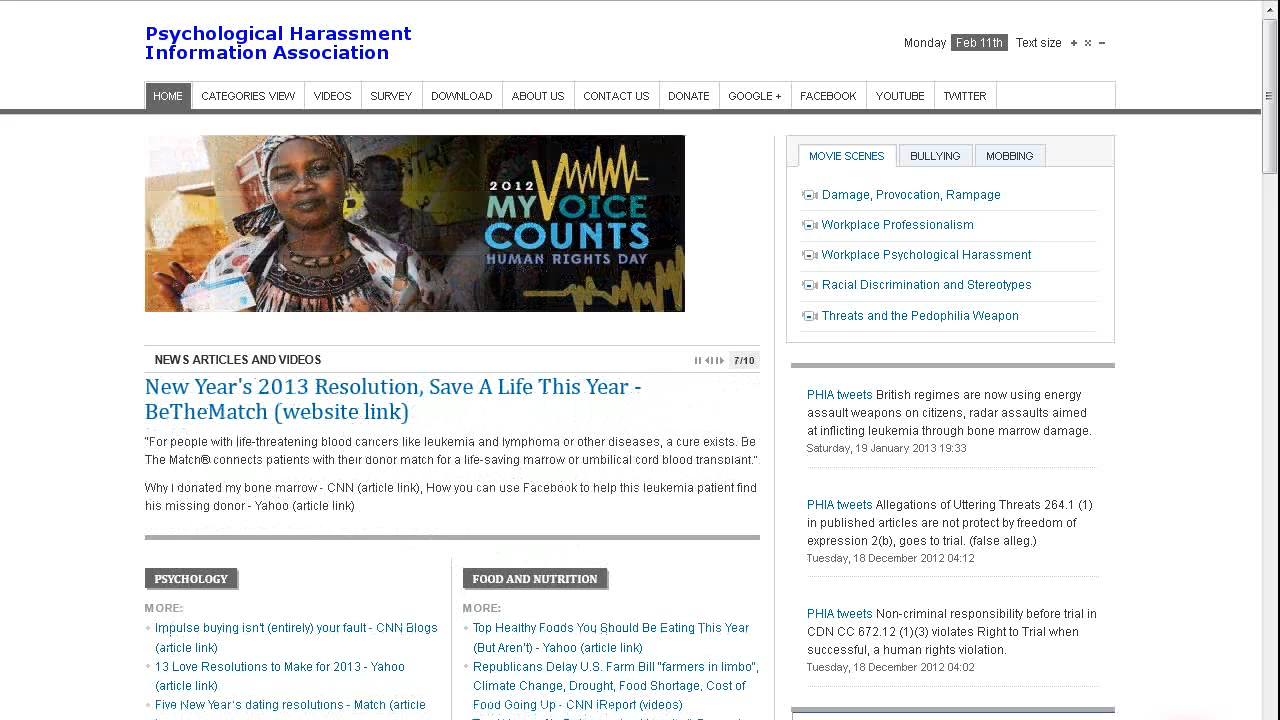 Psychological Harassment
Information Association
Monday Feb 11th Text size + × −
HOME CATEGORIES VIEW VIDEOS SURVEY DOWNLOAD ABOUT US CONTACT US DONATE GOOGLE + FACEBOOK YOUTUBE TWITTER
2012
MY VOICE
COUNTS
HUMAN RIGHTS DAY
MOVIE SCENES BULLYING MOBBING
Damage, Provocation, Rampage
Workplace Professionalism
Workplace Psychological Harassment
Racial Discrimination and Stereotypes
Threats and the Pedophilia Weapon
NEWS ARTICLES AND VIDEOS 7/10
New Year's 2013 Resolution, Save A Life This Year -
BeTheMatch (website link)
"For people with life-threatening blood cancers like leukemia and lymphoma or other diseases, a cure exists. Be
The Match® connects patients with their donor match for a life-saving marrow or umbilical cord blood transplant."
Why I donated my bone marrow - CNN (article link), How you can use Facebook to help this leukemia patient find
his missing donor - Yahoo (article link)
PHIA tweets British regimes are now using energy
assault weapons on citizens, radar assaults aimed
at inflicting leukemia through bone marrow damage.
Saturday, 19 January 2013 19:33
PHIA tweets Allegations of Uttering Threats 264.1 (1)
in published articles are not protect by freedom of
expression 2(b), goes to trial. (false alleg.)
Tuesday, 18 December 2012 04:12
PHIA tweets Non-criminal responsibility before trial in
CDN CC 672.12 (1)(3) violates Right to Trial when
successful, a human rights violation.
Tuesday, 18 December 2012 04:02
PSYCHOLOGY
MORE:
Impulse buying isn't (entirely) your fault - CNN Blogs
(article link)
13 Love Resolutions to Make for 2013 - Yahoo
(article link)
Five New Year's dating resolutions - Match (article
FOOD AND NUTRITION
MORE:
Top Healthy Foods You Should Be Eating This Year
(But Aren't) - Yahoo (article link)
Republicans Delay U.S. Farm Bill "farmers in limbo",
Climate Change, Drought, Food Shortage, Cost of
Food Going Up - CNN iReport (videos)